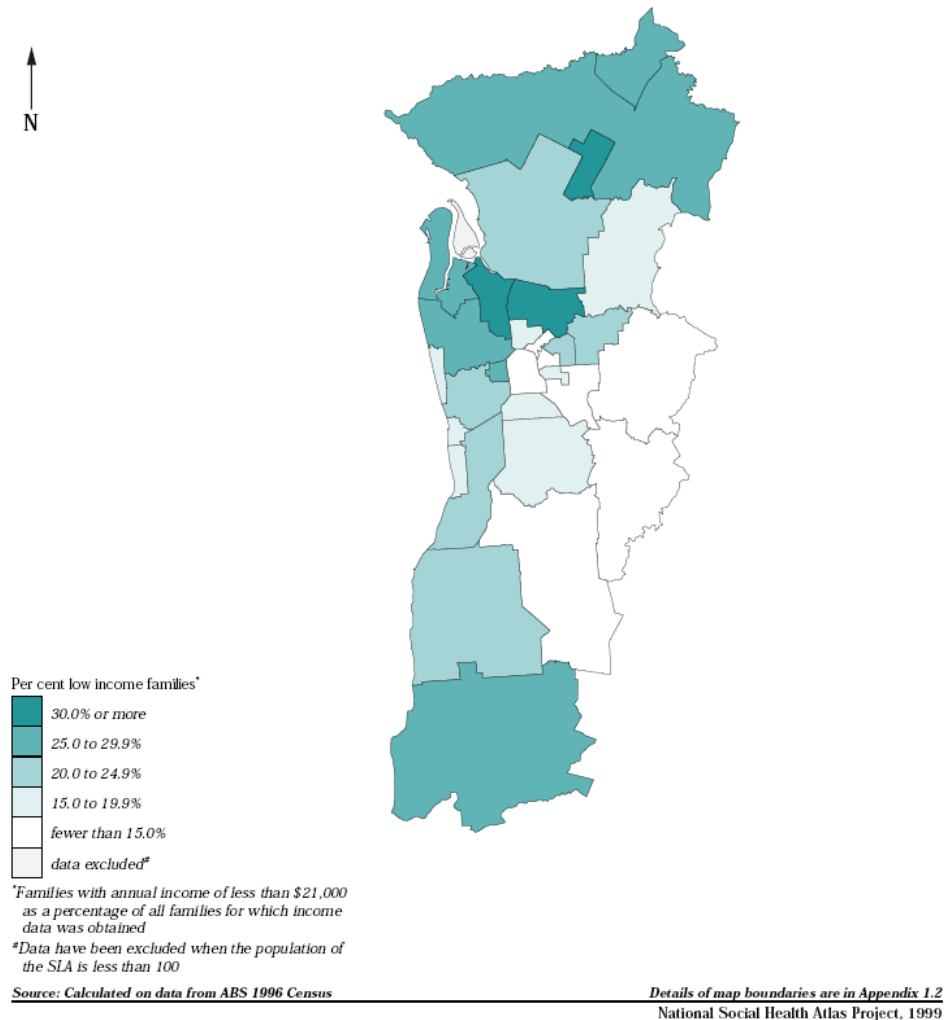 N
Per cent low income families*
30.0% or more
25.0 to 29.9%
20.0 to 24.9%
15.0 to 19.9%
fewer than 15.0%
data excluded#
*Families with annual income of less than $21,000
as a percentage of all families for which income
data was obtained
#Data have been excluded when the population of
the SLA is less than 100
Source: Calculated on data from ABS 1996 Census
Details of map boundaries are in Appendix 1.2
National Social Health Atlas Project, 1999